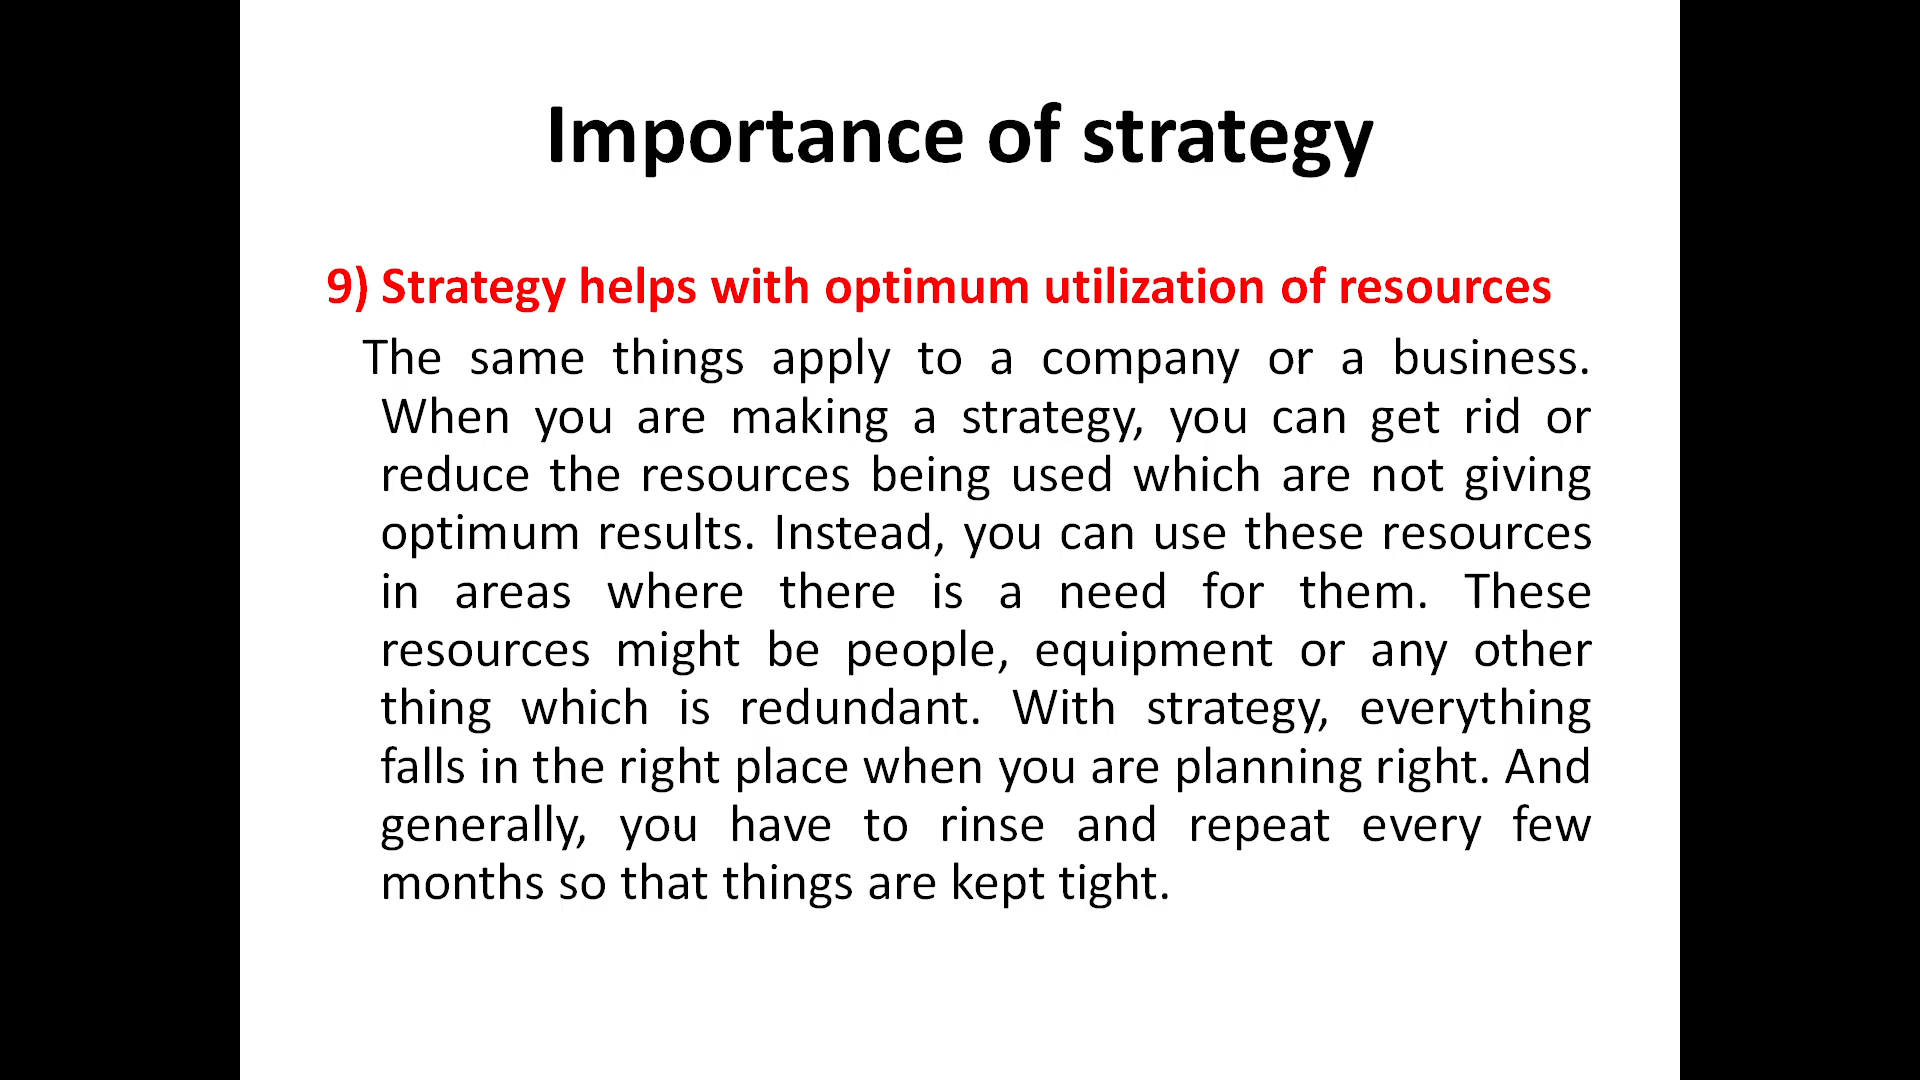 Importance of strategy
9) Strategy helps with optimum utilization of resources
The same things apply to a company or a business.
When you are making a strategy, you can get rid or
reduce the resources being used which are not giving
optimum results. Instead, you can use these resources
in areas where there is a need for them. These
resources might be people, equipment or any other
thing which is redundant. With strategy, everything
falls in the right place when you are planning right. And
generally, you have to rinse and repeat every few
months so that things are kept tight.